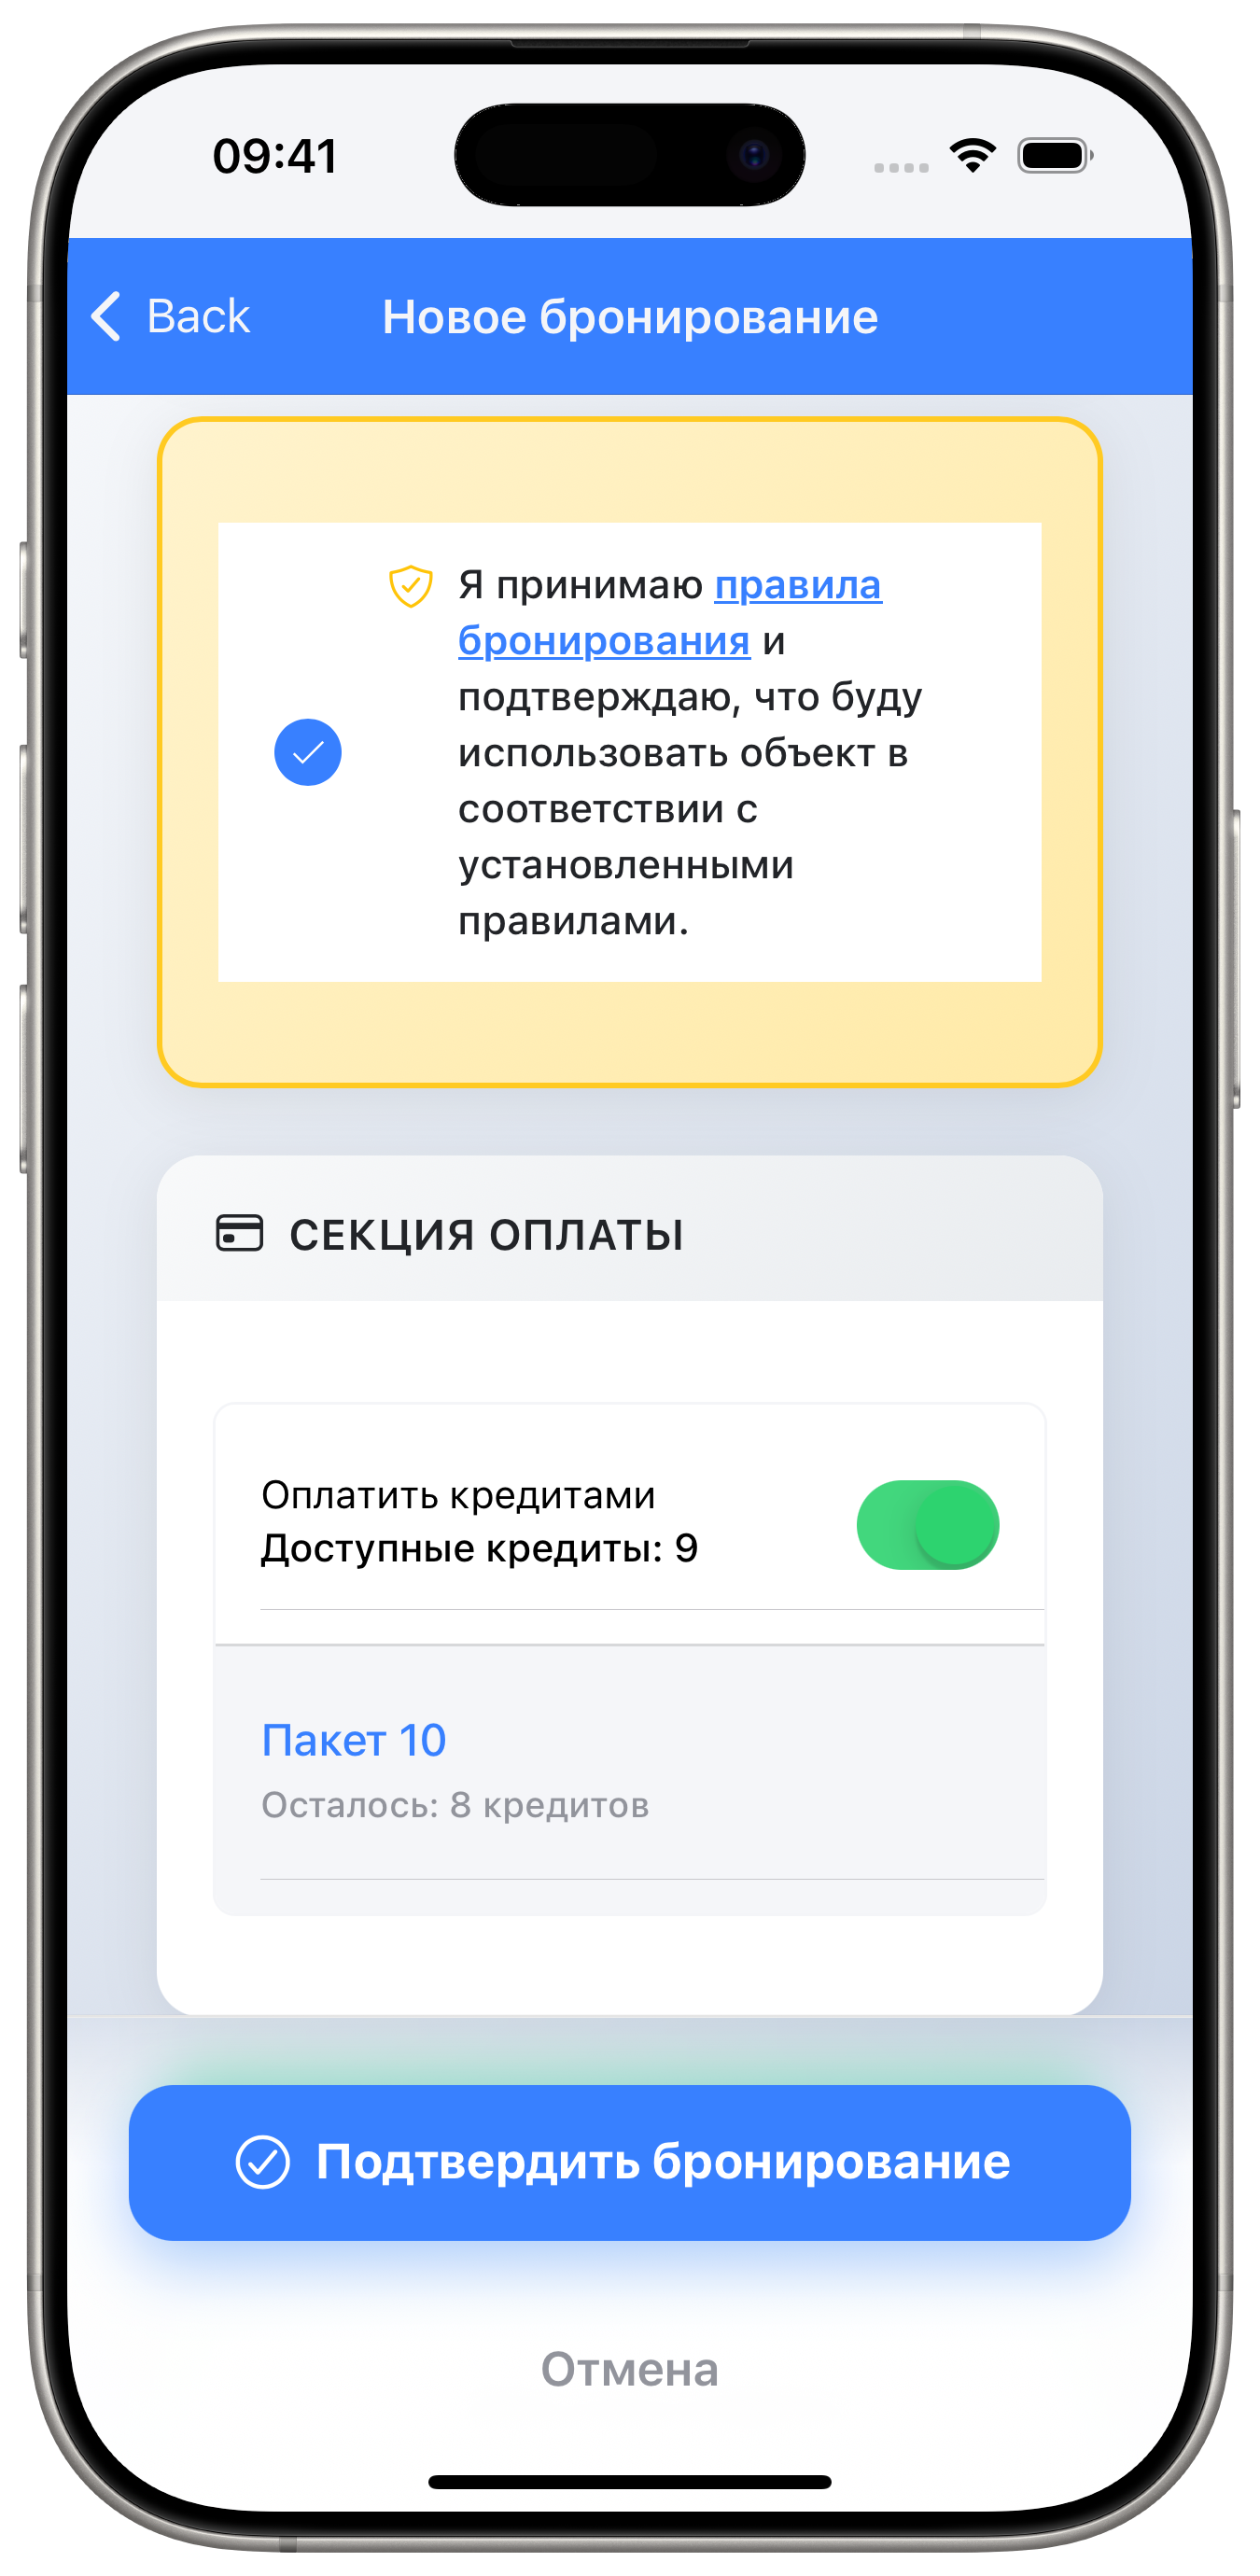 09:41
Back
Новое бронирование
Я принимаю правила
бронирования и
подтверждаю, что буду
использовать объект в
соответствии с
установленными
правилами.
СЕКЦИЯ ОПЛАТЫ
Оплатить кредитами
Доступные кредиты: 9
Пакет 10
Осталось: 8 кредитов
Подтвердить бронирование
Отмена